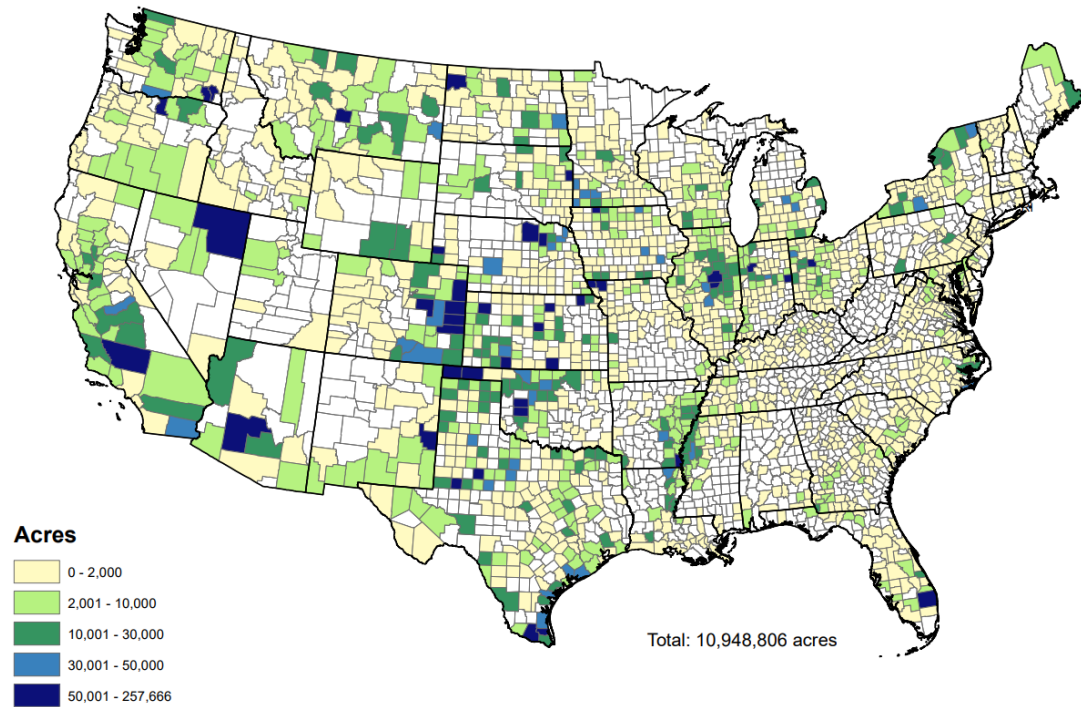 Acres
0 - 2,000
2,001 - 10,000
10,001 - 30,000
30,001 - 50,000
50,001 - 257,666
Total: 10,948,806 acres